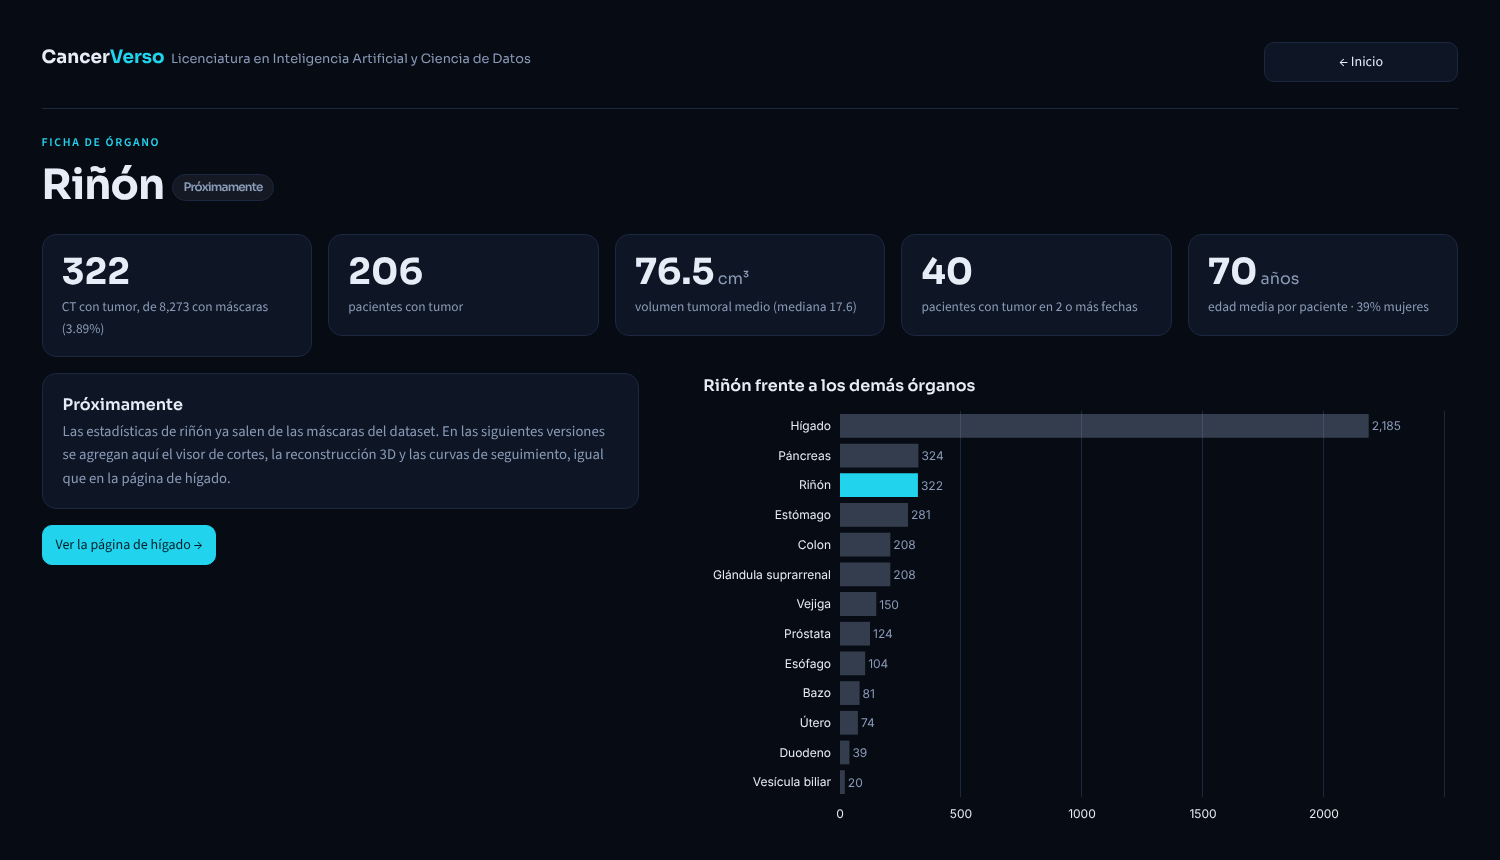 CancerVerso Licenciatura en Inteligencia Artificial y Ciencia de Datos
← Inicio
FICHA DE ÓRGANO
Riñón Próximamente
322
CT con tumor, de 8,273 con máscaras
(3.89%)
206
pacientes con tumor
76.5 cm³
volumen tumoral medio (mediana 17.6)
40
pacientes con tumor en 2 o más fechas
70 años
edad media por paciente · 39% mujeres
Próximamente
Las estadísticas de riñón ya salen de las máscaras del dataset. En las siguientes versiones
se agregan aquí el visor de cortes, la reconstrucción 3D y las curvas de seguimiento, igual
que en la página de hígado.
Ver la página de hígado →
Riñón frente a los demás órganos
Hígado 2,185
Páncreas 324
Riñón 322
Estómago 281
Colon 208
Glándula suprarrenal 208
Vejiga 150
Próstata 124
Esófago 104
Bazo 81
Útero 74
Duodeno 39
Vesícula biliar 20
0 500 1000 1500 2000